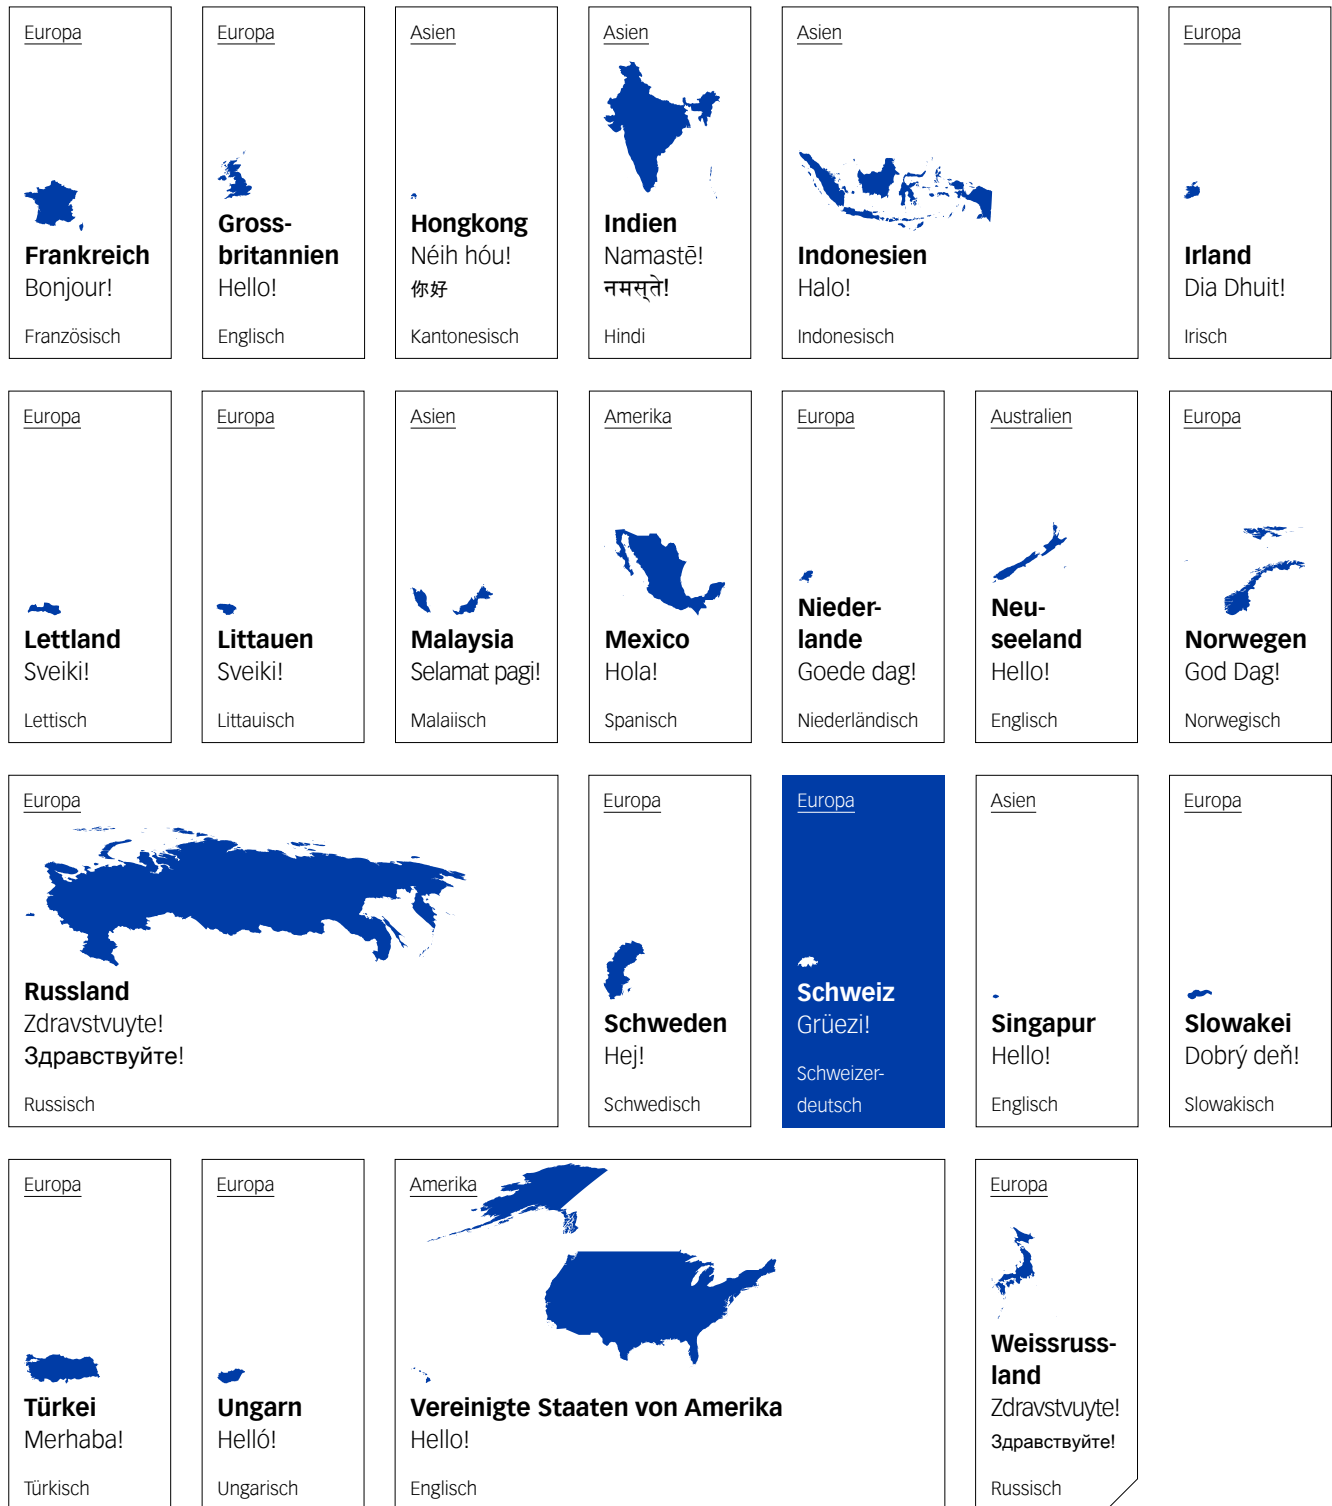 Europa
Frankreich
Bonjour!
Französisch
Europa
Gross-
britannien
Hello!
Englisch
Asien
Hongkong
Néih hóu!
你好
Kantonesisch
Asien
Indien
Namastē!
नमस्ते!
Hindi
Asien
Indonesien
Halo!
Indonesisch
Europa
Irland
Dia Dhuit!
Irisch
Europa
Lettland
Sveiki!
Lettisch
Europa
Littauen
Sveiki!
Littauisch
Asien
Malaysia
Selamat pagi!
Malaiisch
Amerika
Mexico
Hola!
Spanisch
Europa
Nieder-
lande
Goede dag!
Niederländisch
Australien
Neu-
seeland
Hello!
Englisch
Europa
Norwegen
God Dag!
Norwegisch
Europa
Russland
Zdravstvuyte!
Здравствуйте!
Russisch
Europa
Schweden
Hej!
Schwedisch
Europa
Schweiz
Grüezi!
Schweizer-
deutsch
Asien
Singapur
Hello!
Englisch
Europa
Slowakei
Dobrý deň!
Slowakisch
Europa
Türkei
Merhaba!
Türkisch
Europa
Ungarn
Helló!
Ungarisch
Amerika
Vereinigte Staaten von Amerika
Hello!
Englisch
Europa
Weissruss-
land
Zdravstvuyte!
Здравствуйте!
Russisch